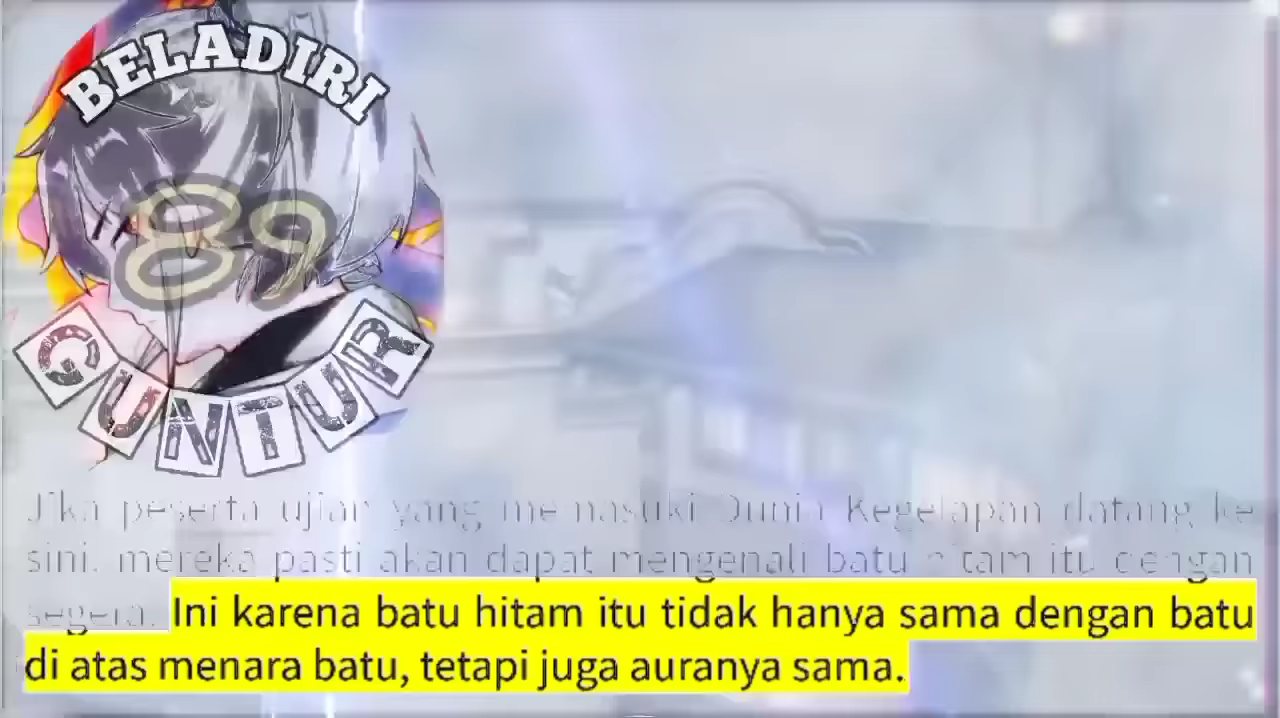 BELADIRI
89
GUNTUR
Jika peserta ujian yang memasuki Dunia Kegelapan datang ke
sini, mereka pasti akan dapat mengenali batu hitam itu dengan
segera. Ini karena batu hitam itu tidak hanya sama dengan batu
di atas menara batu, tetapi juga auranya sama.